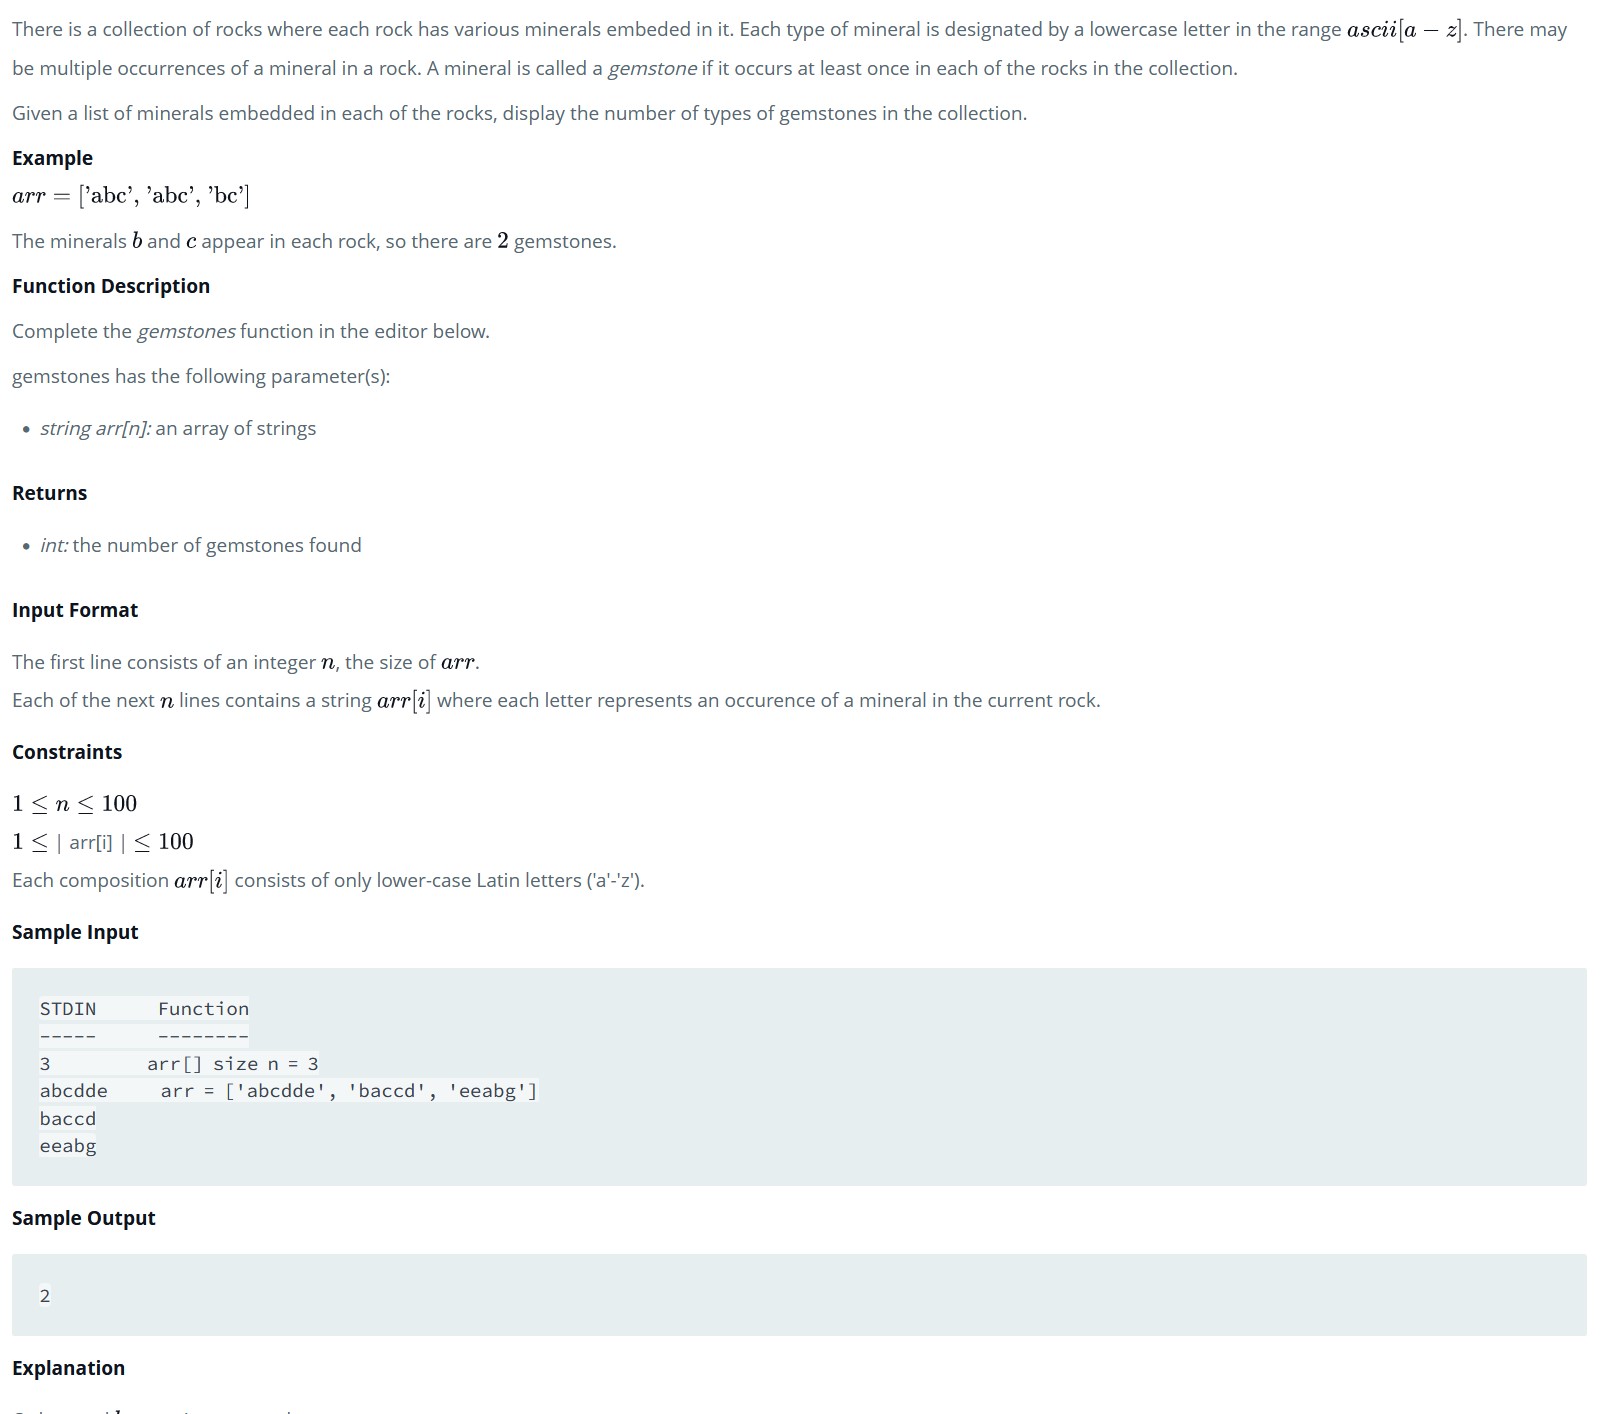 There is a collection of rocks where each rock has various minerals embeded in it. Each type of mineral is designated by a lowercase letter in the range ascii[a − z]. There may
be multiple occurrences of a mineral in a rock. A mineral is called a gemstone if it occurs at least once in each of the rocks in the collection.
Given a list of minerals embedded in each of the rocks, display the number of types of gemstones in the collection.
Example
arr = [’abc’, ’abc’, ’bc’]
The minerals b and c appear in each rock, so there are 2 gemstones.
Function Description
Complete the gemstones function in the editor below.
gemstones has the following parameter(s):
• string arr[n]: an array of strings
Returns
• int: the number of gemstones found
Input Format
The first line consists of an integer n, the size of arr.
Each of the next n lines contains a string arr[i] where each letter represents an occurence of a mineral in the current rock.
Constraints
1 ≤ n ≤ 100
1 ≤ | arr[i] | ≤ 100
Each composition arr[i] consists of only lower-case Latin letters ('a'-'z').
Sample Input
STDIN Function
----- --------
3 arr[] size n = 3
abcdde arr = ['abcdde', 'baccd', 'eeabg']
baccd
eeabg
Sample Output
2
Explanation